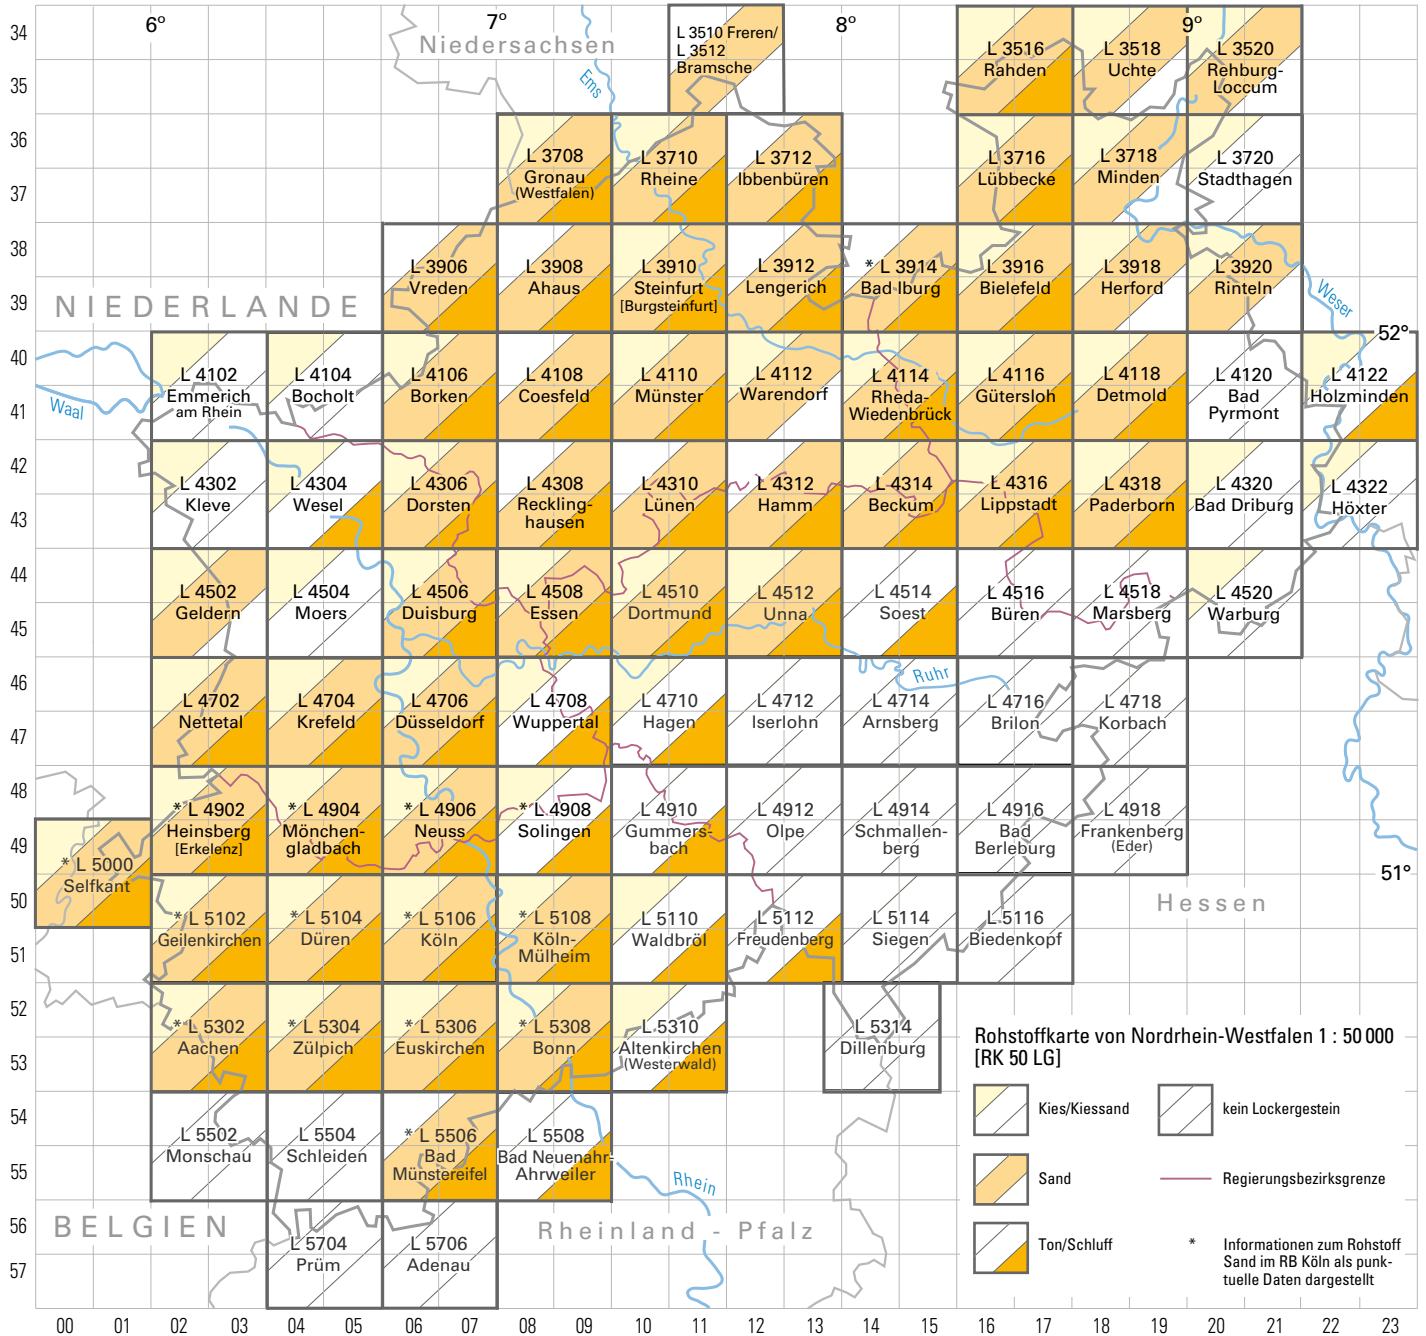 6° 7° 8° 9°
34
Niedersachsen
L 3510 Freren/
L 3512
Bramsche
L 3516
Rahden
L 3518
Uchte
L 3520
Rehburg-
Loccum
35
Ems
36
L 3708
Gronau
(Westfalen)
L 3710
Rheine
L 3712
Ibbenbüren
L 3716
Lübbecke
L 3718
Minden
L 3720
Stadthagen
37
38
L 3906
Vreden
L 3908
Ahaus
L 3910
Steinfurt
[Burgsteinfurt]
L 3912
Lengerich
* L 3914
Bad Iburg
L 3916
Bielefeld
L 3918
Herford
L 3920
Rinteln
Weser
39
NIEDERLANDE
52°
40
L 4102
Emmerich
am Rhein
L 4104
Bocholt
L 4106
Borken
L 4108
Coesfeld
L 4110
Münster
L 4112
Warendorf
L 4114
Rheda-
Wiedenbrück
L 4116
Gütersloh
L 4118
Detmold
L 4120
Bad
Pyrmont
L 4122
Holzminden
41
Waal
42
L 4302
Kleve
L 4304
Wesel
L 4306
Dorsten
L 4308
Reckling-
hausen
L 4310
Lünen
L 4312
Hamm
L 4314
Beckum
L 4316
Lippstadt
L 4318
Paderborn
L 4320
Bad Driburg
L 4322
Höxter
43
44
L 4502
Geldern
L 4504
Moers
L 4506
Duisburg
L 4508
Essen
L 4510
Dortmund
L 4512
Unna
L 4514
Soest
L 4516
Büren
L 4518
Marsberg
L 4520
Warburg
45
46
L 4702
Nettetal
L 4704
Krefeld
L 4706
Düsseldorf
L 4708
Wuppertal
L 4710
Hagen
L 4712
Iserlohn
L 4714
Arnsberg
Ruhr
L 4716
Brilon
L 4718
Korbach
47
48
* L 4902
Heinsberg
[Erkelenz]
* L 4904
Mönchen-
gladbach
* L 4906
Neuss
* L 4908
Solingen
L 4910
Gummers-
bach
L 4912
Olpe
L 4914
Schmallen-
berg
L 4916
Bad
Berleburg
L 4918
Frankenberg
(Eder)
49
* L 5000
Selfkant
51°
50
* L 5102
Geilenkirchen
* L 5104
Düren
* L 5106
Köln
* L 5108
Köln-
Mülheim
L 5110
Waldbröl
L 5112
Freudenberg
L 5114
Siegen
L 5116
Biedenkopf
Hessen
51
52
* L 5302
Aachen
* L 5304
Zülpich
* L 5306
Euskirchen
* L 5308
Bonn
L 5310
Altenkirchen
(Westerwald)
L 5314
Dillenburg
53
54
L 5502
Monschau
L 5504
Schleiden
* L 5506
Bad
Münstereifel
L 5508
Bad Neuenahr-
Ahrweiler
55
Rhein
56
BELGIEN
L 5704
Prüm
L 5706
Adenau
Rheinland - Pfalz
57
Rohstoffkarte von Nordrhein-Westfalen 1 : 50 000
[RK 50 LG]
Kies/Kiessand
kein Lockergestein
Sand
Regierungsbezirksgrenze
Ton/Schluff
* Informationen zum Rohstoff
Sand im RB Köln als punk-
tuelle Daten dargestellt
00 01 02 03 04 05 06 07 08 09 10 11 12 13 14 15 16 17 18 19 20 21 22 23